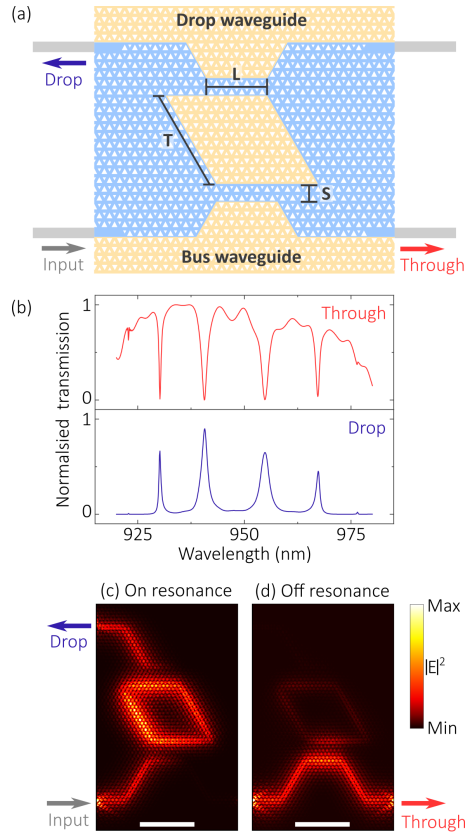 (a)
Drop waveguide
Drop
L
T
S
Input
Bus waveguide
Through
(b)
Normalsied transmission
1
Through
0
1
Drop
0
925
950
975
Wavelength (nm)
(c) On resonance
(d) Off resonance
Drop
Max
|E|²
Min
Input
Through